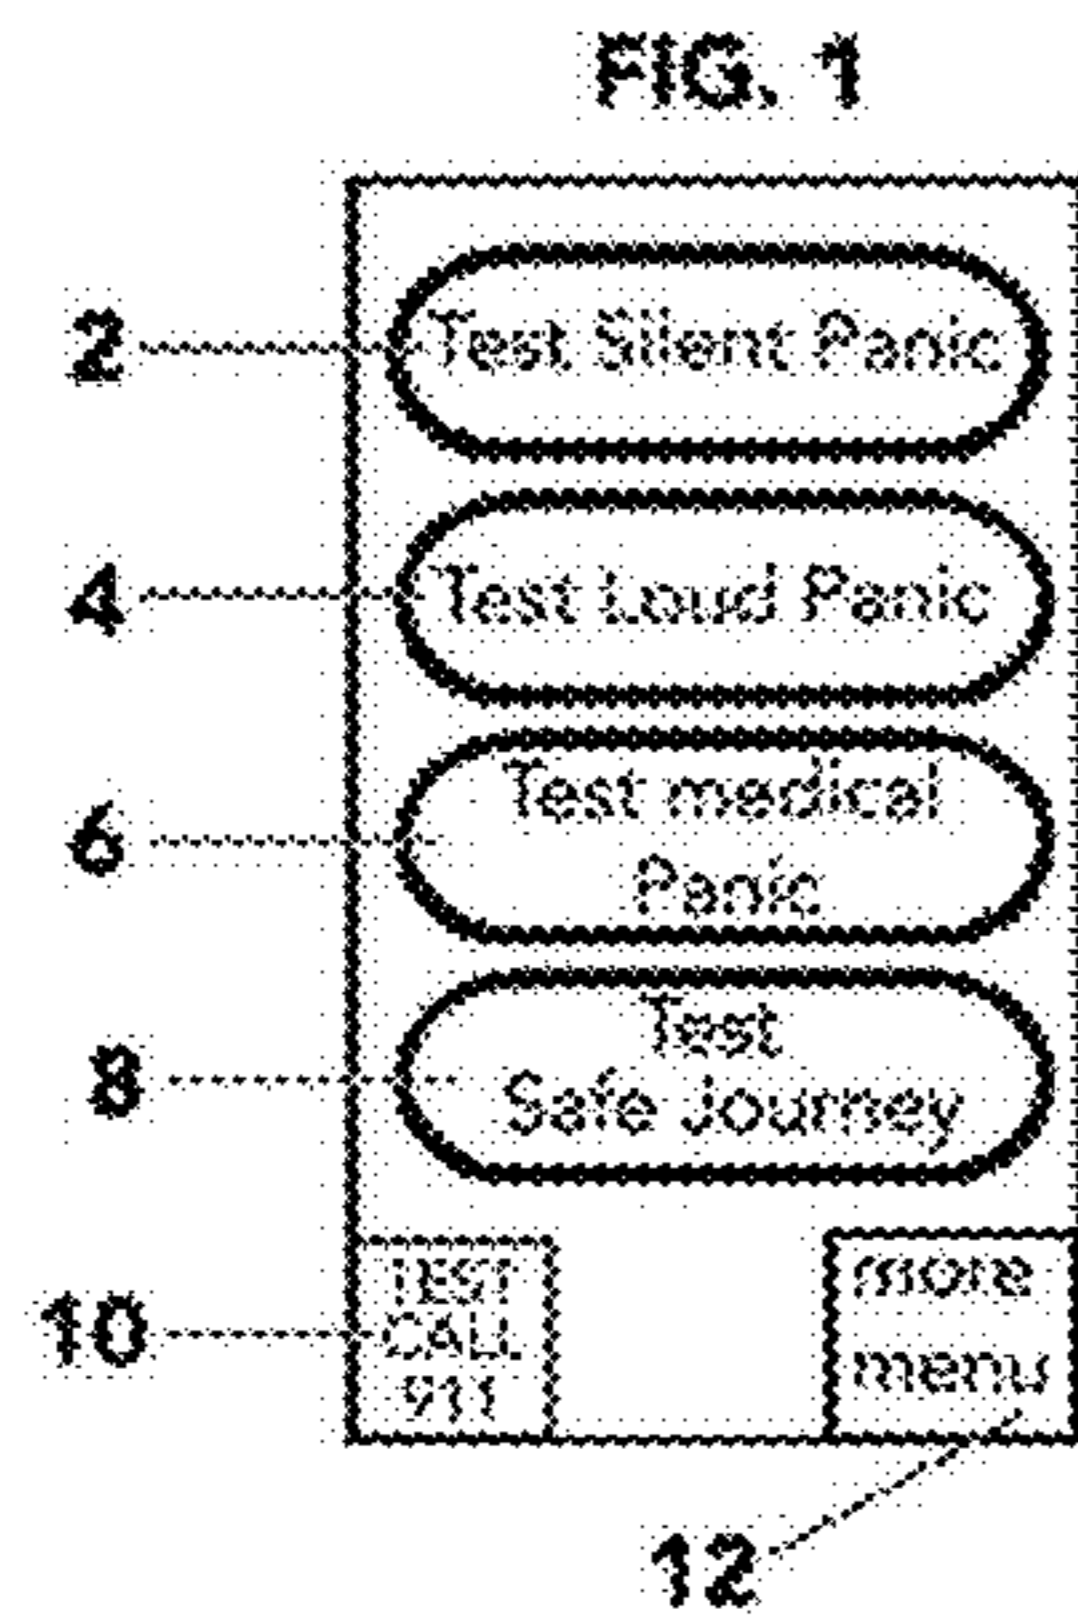 FIG. 1
2
Test Silent Panic
4
Test Loud Panic
6
Test medical
Panic
8
Test
Safe Journey
10
TEST
CALL
911
more
menu
12